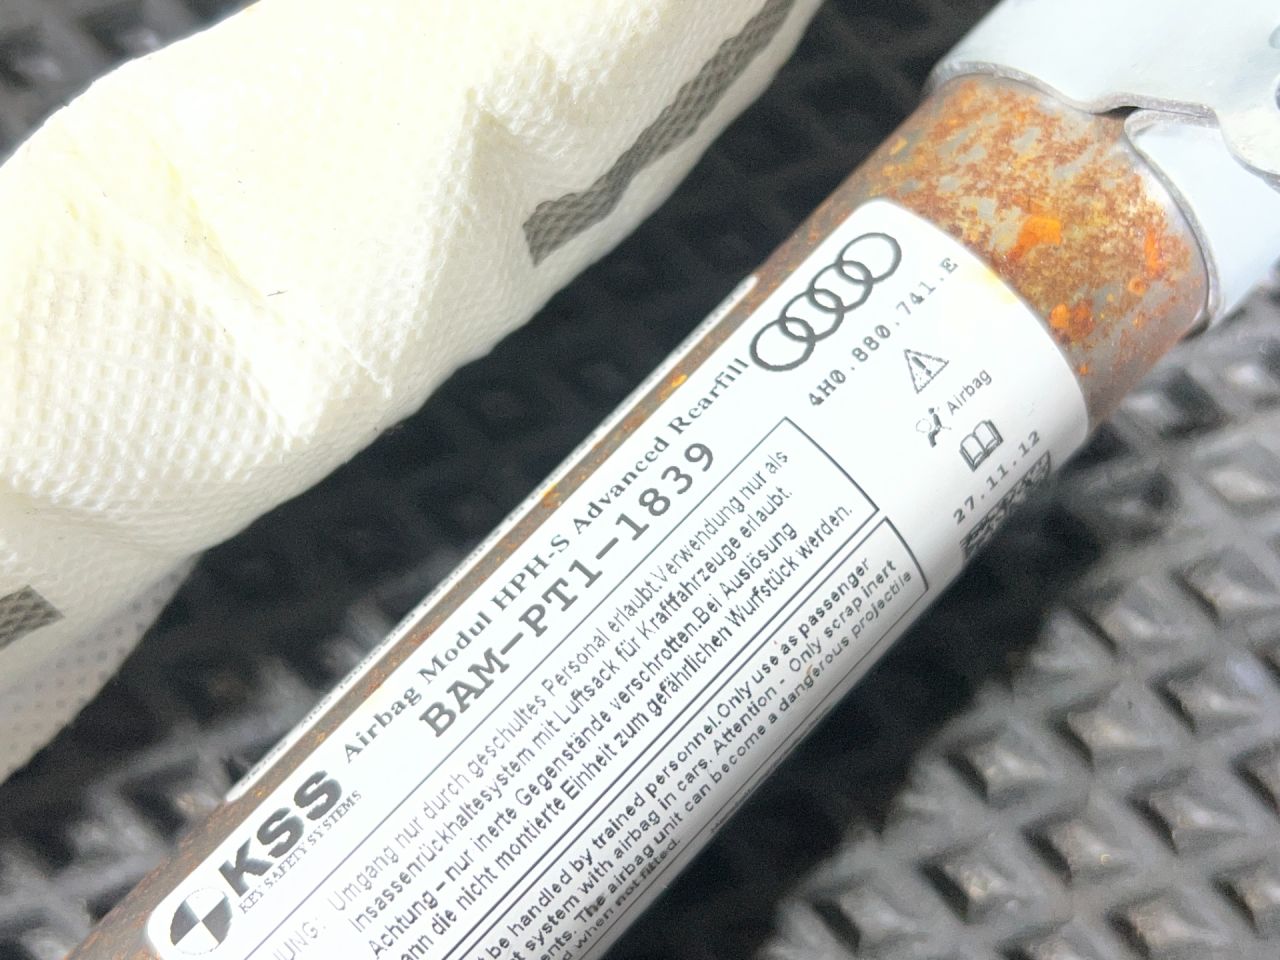 4H0.880.741.E
Airbag
27.11.12
Airbag Modul HPH-S Advanced Rearfill
BAM-PT1-1839
KSS
KEY SAFETY SYSTEMS
Umgang nur durch geschultes Personal erlaubt.Verwendung nur als
Insassenrückhaltesystem mit Luftsack für Kraftfahrzeuge erlaubt.
Achtung - nur inerte Gegenstände verschrotten.Bei Auslösung
die nicht montierte Einheit zum gefährlichen Wurfstück werden.
be handled by trained personnel.Only use as passenger
system with airbag in cars. Attention - Only scrap inert
The airbag unit can become a dangerous projectile
when not fitted.